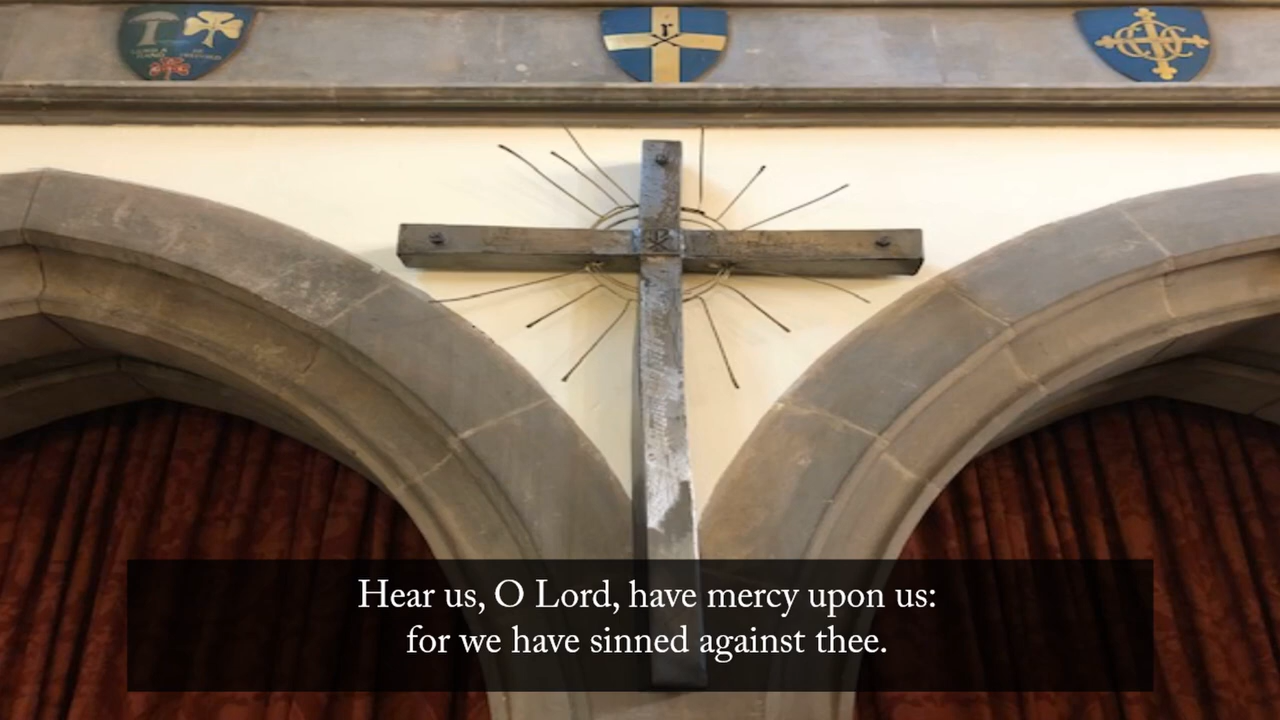 r
Hear us, O Lord, have mercy upon us:
for we have sinned against thee.